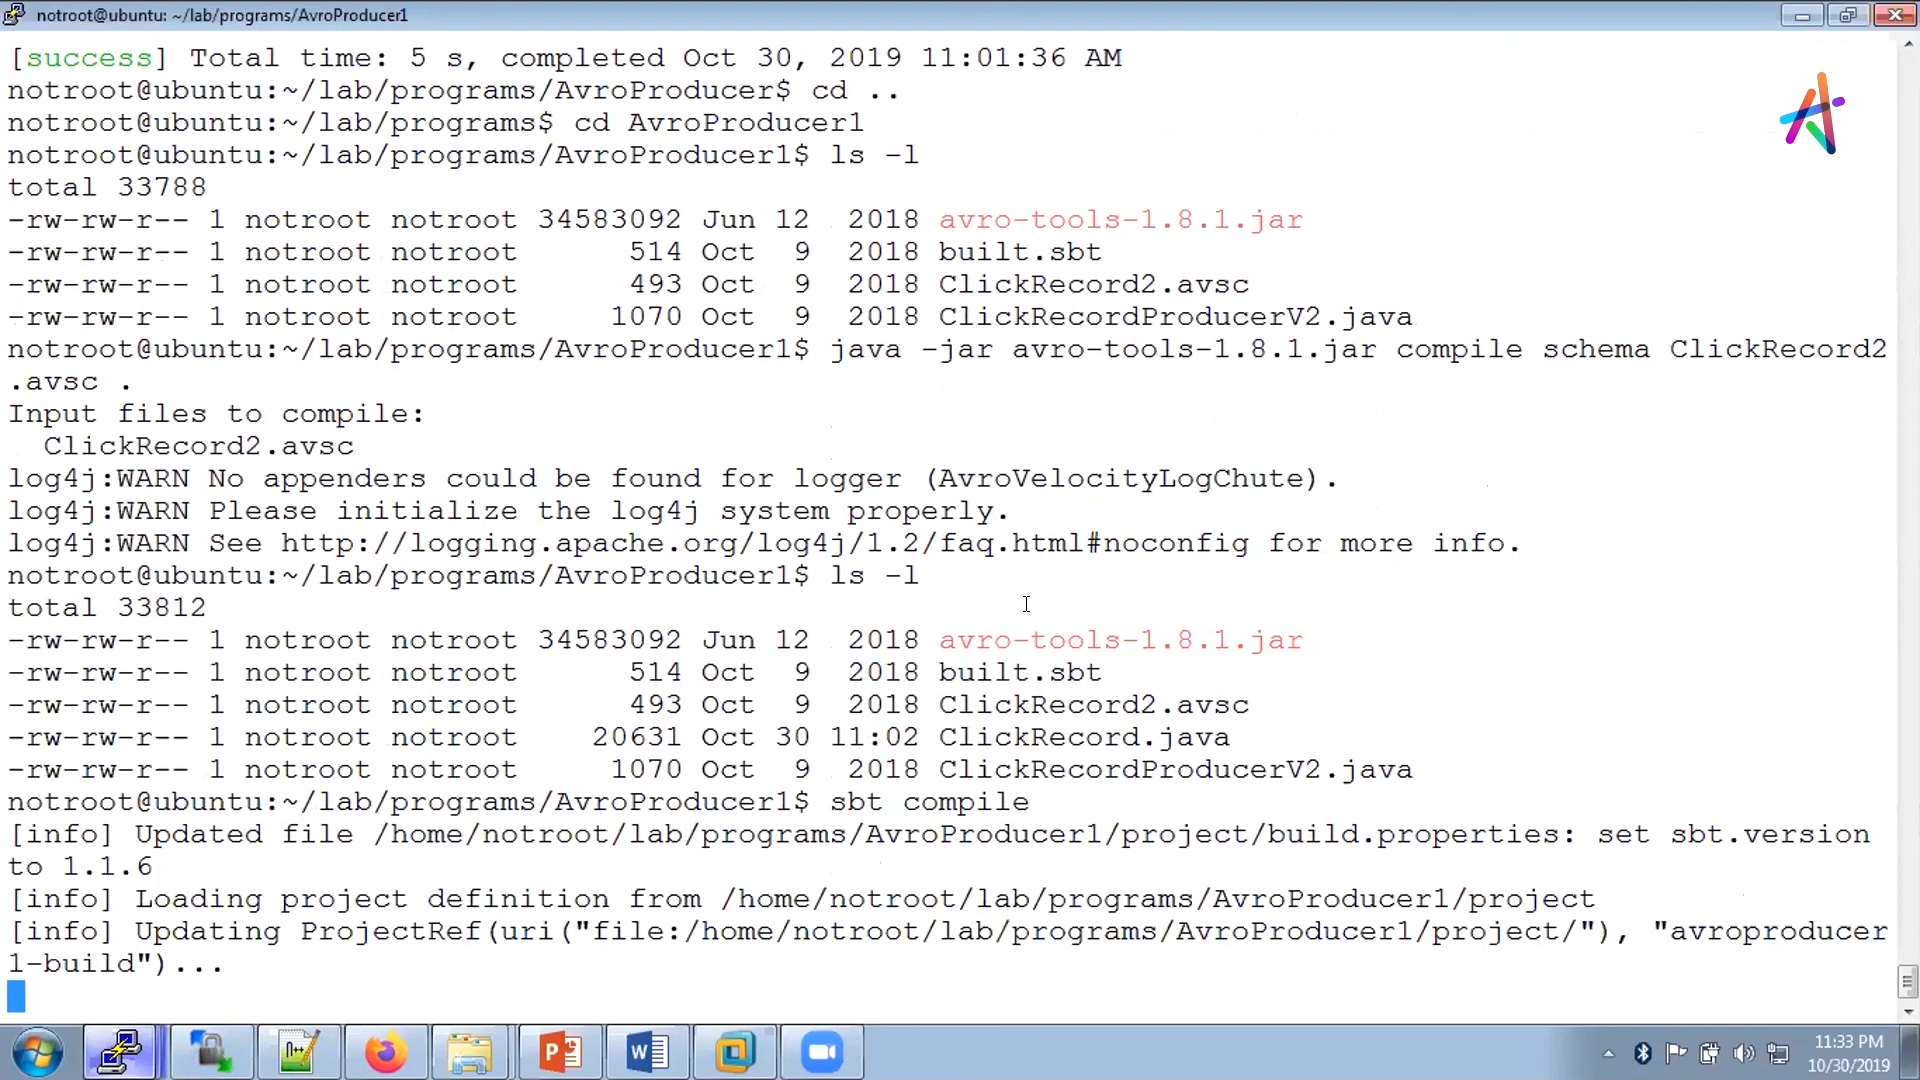 notroot@ubuntu: ~/lab/programs/AvroProducer1
[success] Total time: 5 s, completed Oct 30, 2019 11:01:36 AM
notroot@ubuntu:~/lab/programs/AvroProducer$ cd ..
notroot@ubuntu:~/lab/programs$ cd AvroProducer1
notroot@ubuntu:~/lab/programs/AvroProducer1$ ls -l
total 33788
-rw-rw-r-- 1 notroot notroot 34583092 Jun 12  2018 avro-tools-1.8.1.jar
-rw-rw-r-- 1 notroot notroot      514 Oct  9  2018 built.sbt
-rw-rw-r-- 1 notroot notroot      493 Oct  9  2018 ClickRecord2.avsc
-rw-rw-r-- 1 notroot notroot     1070 Oct  9  2018 ClickRecordProducerV2.java
notroot@ubuntu:~/lab/programs/AvroProducer1$ java -jar avro-tools-1.8.1.jar compile schema ClickRecord2
.avsc .
Input files to compile:
  ClickRecord2.avsc
log4j:WARN No appenders could be found for logger (AvroVelocityLogChute).
log4j:WARN Please initialize the log4j system properly.
log4j:WARN See http://logging.apache.org/log4j/1.2/faq.html#noconfig for more info.
notroot@ubuntu:~/lab/programs/AvroProducer1$ ls -l
total 33812
-rw-rw-r-- 1 notroot notroot 34583092 Jun 12  2018 avro-tools-1.8.1.jar
-rw-rw-r-- 1 notroot notroot      514 Oct  9  2018 built.sbt
-rw-rw-r-- 1 notroot notroot      493 Oct  9  2018 ClickRecord2.avsc
-rw-rw-r-- 1 notroot notroot    20631 Oct 30 11:02 ClickRecord.java
-rw-rw-r-- 1 notroot notroot     1070 Oct  9  2018 ClickRecordProducerV2.java
notroot@ubuntu:~/lab/programs/AvroProducer1$ sbt compile
[info] Updated file /home/notroot/lab/programs/AvroProducer1/project/build.properties: set sbt.version
to 1.1.6
[info] Loading project definition from /home/notroot/lab/programs/AvroProducer1/project
[info] Updating ProjectRef(uri("file:/home/notroot/lab/programs/AvroProducer1/project/"), "avroproducer
1-build")...
11:33 PM
10/30/2019